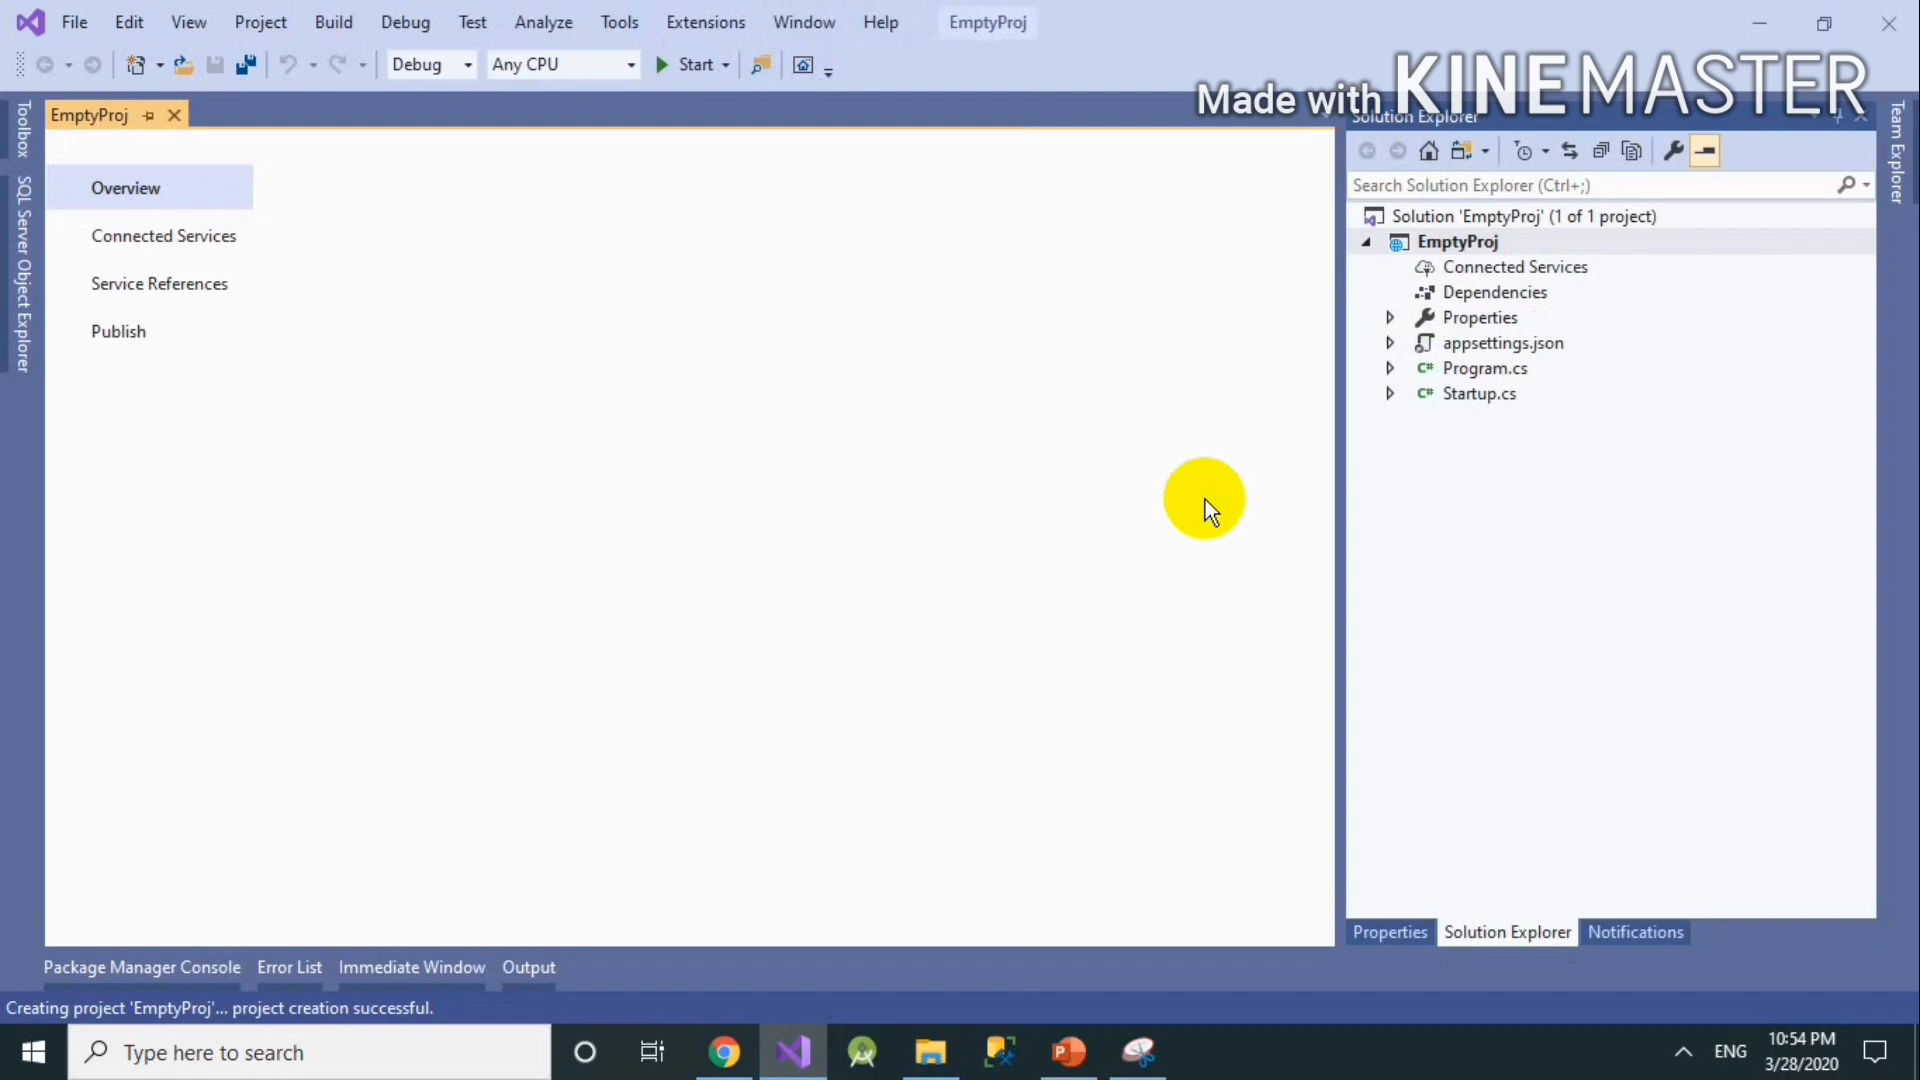 File Edit View Project Build Debug Test Analyze Tools Extensions Window Help EmptyProj
Debug Any CPU Start
Made with KINEMASTER
Toolbox
SQL Server Object Explorer
EmptyProj
Overview
Connected Services
Service References
Publish
Solution Explorer
Search Solution Explorer (Ctrl+;)
Solution 'EmptyProj' (1 of 1 project)
EmptyProj
Connected Services
Dependencies
Properties
appsettings.json
C# Program.cs
C# Startup.cs
Team Explorer
Properties Solution Explorer Notifications
Package Manager Console Error List Immediate Window Output
Creating project 'EmptyProj'... project creation successful.
Type here to search
ENG
10:54 PM
3/28/2020